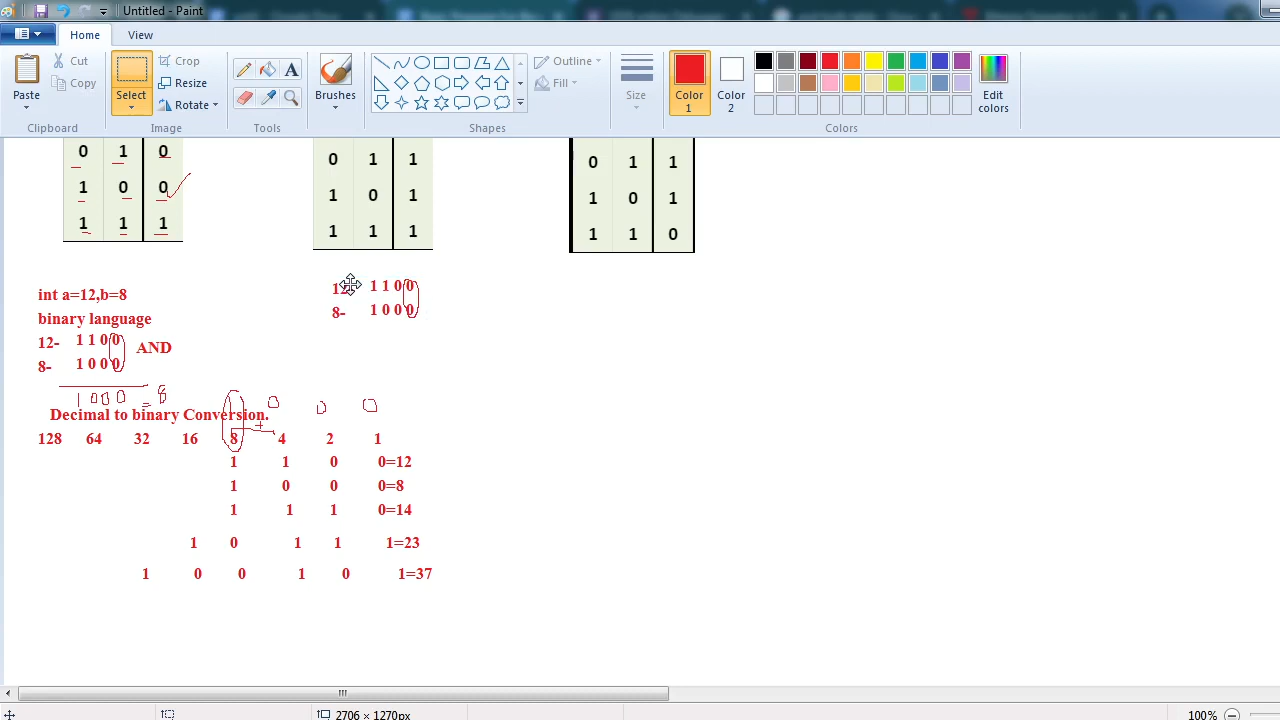 Untitled - Paint
Home View
Paste
Cut
Copy
Select
Crop
Resize
Rotate
A
Brushes
Outline
Fill
Size
Color 1
Color 2
Edit colors
Clipboard Image Tools Shapes Colors
0 1 0
1 0 0
1 1 1
0 1 1
1 0 1
1 1 1
0 1 1
1 0 1
1 1 0
int a=12,b=8
binary language
12- 1 1 0 0
8- 1 0 0 0
AND
1 0 0 0 = 8
12 1 1 0 0
8- 1 0 0 0
Decimal to binary Conversion.
0 0 0
+
128 64 32 16 8 4 2 1
1 1 0 0=12
1 0 0 0=8
1 1 1 0=14
1 0 1 1 1=23
1 0 0 1 0 1=37
2706 × 1270px
100%